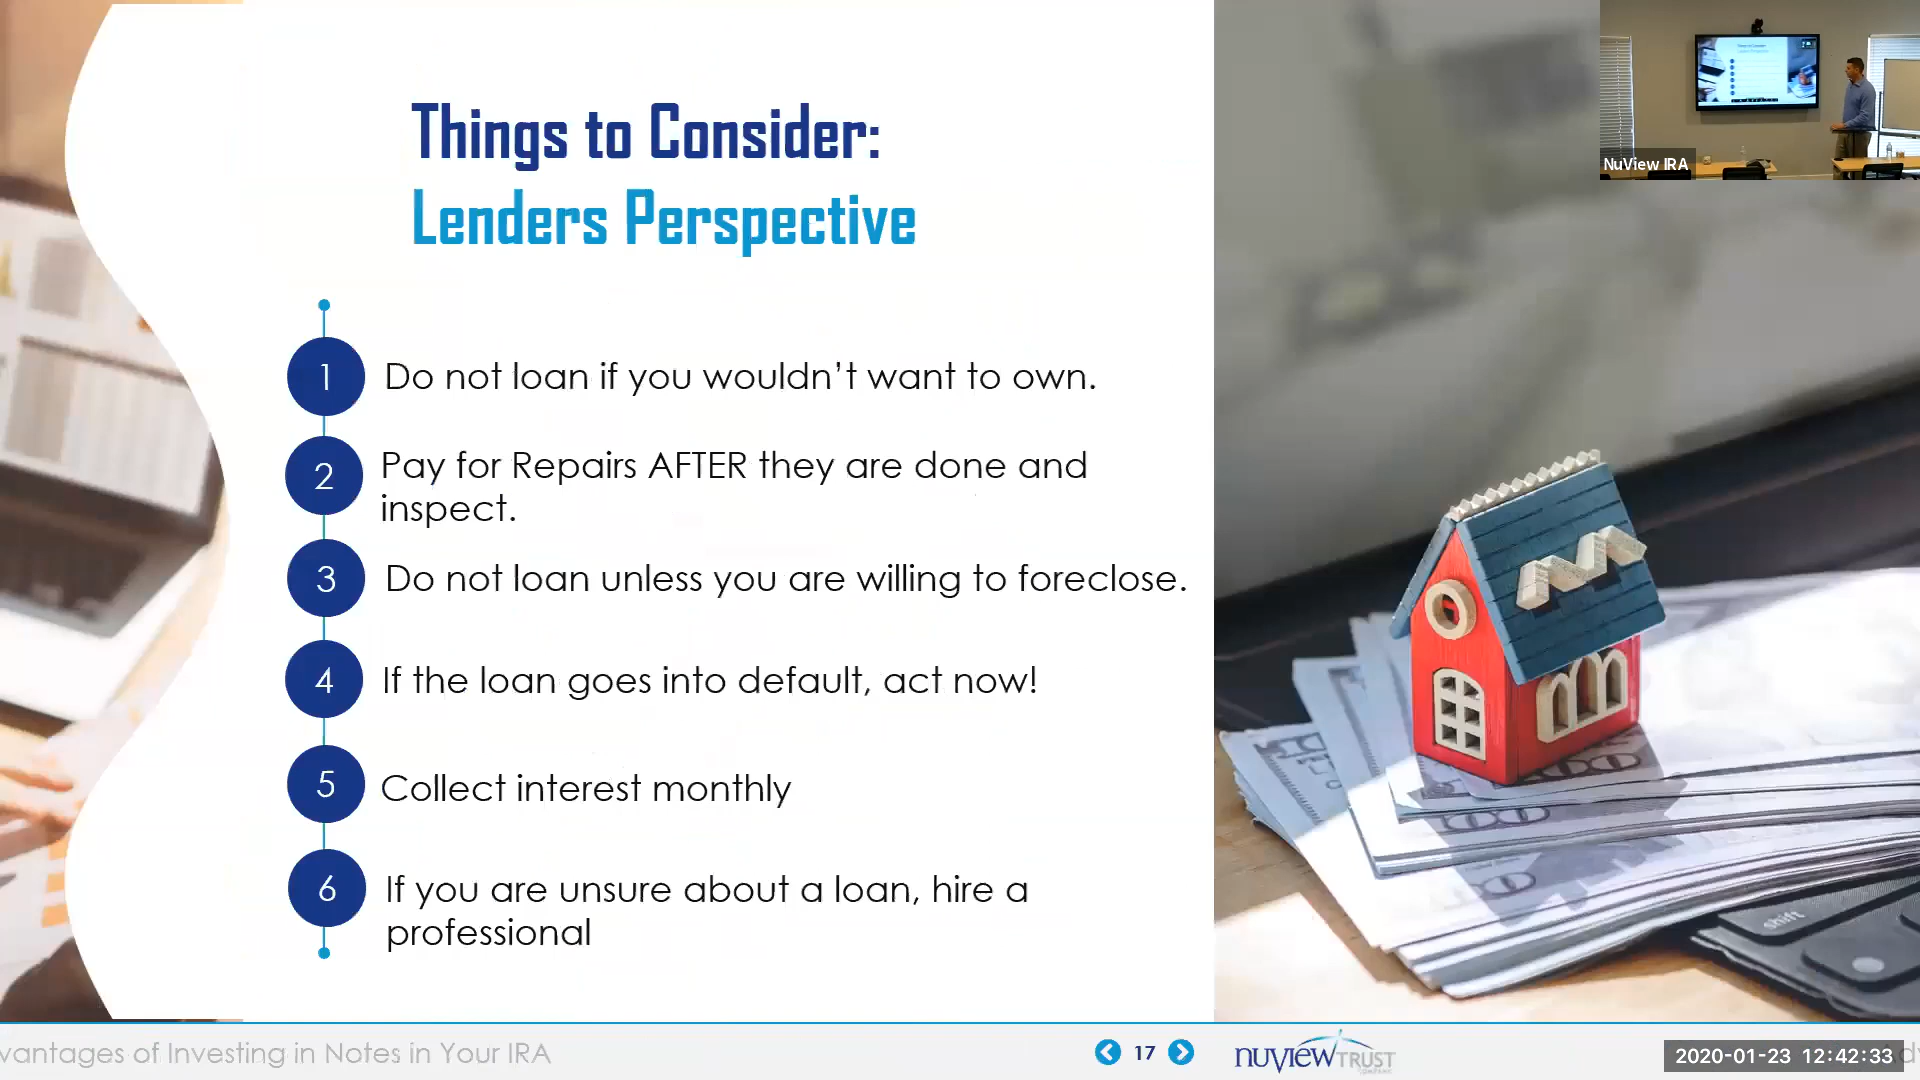 Things to Consider:
Lenders Perspective
1 Do not loan if you wouldn’t want to own.
2 Pay for Repairs AFTER they are done and
inspect.
3 Do not loan unless you are willing to foreclose.
4 If the loan goes into default, act now!
5 Collect interest monthly
6 If you are unsure about a loan, hire a
professional
NuView IRA
shift
vantages of Investing in Notes in Your IRA
17
NUVIEW TRUST
COMPANY
2020-01-23 12:42:33